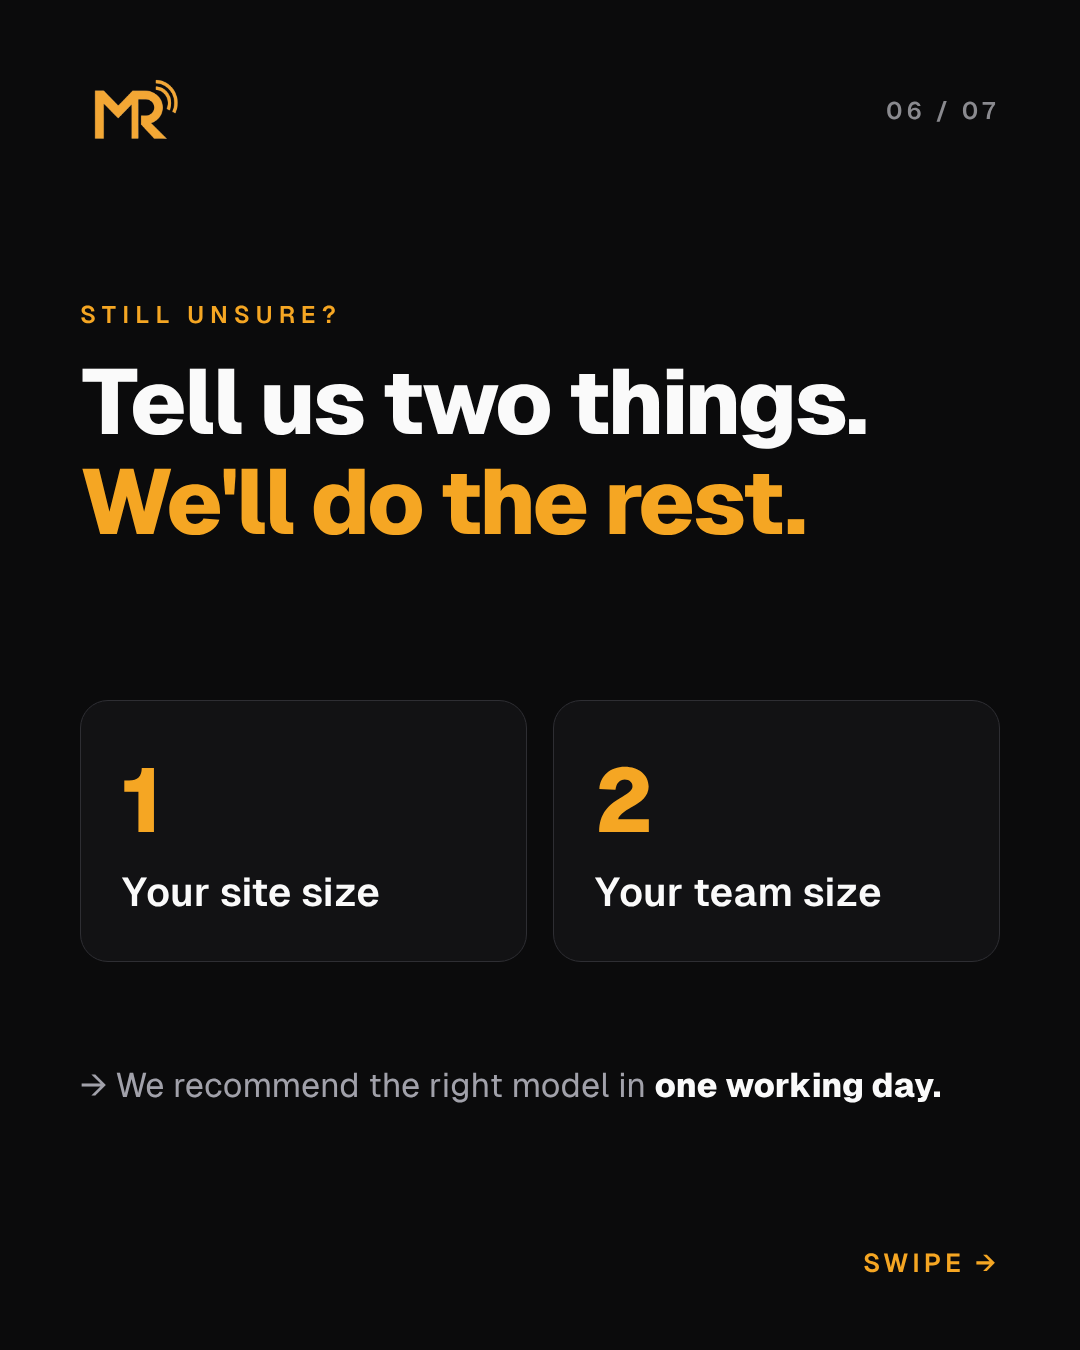 MR
06 / 07
STILL UNSURE?
Tell us two things.
We'll do the rest.
1
Your site size
2
Your team size
→ We recommend the right model in one working day.
SWIPE →